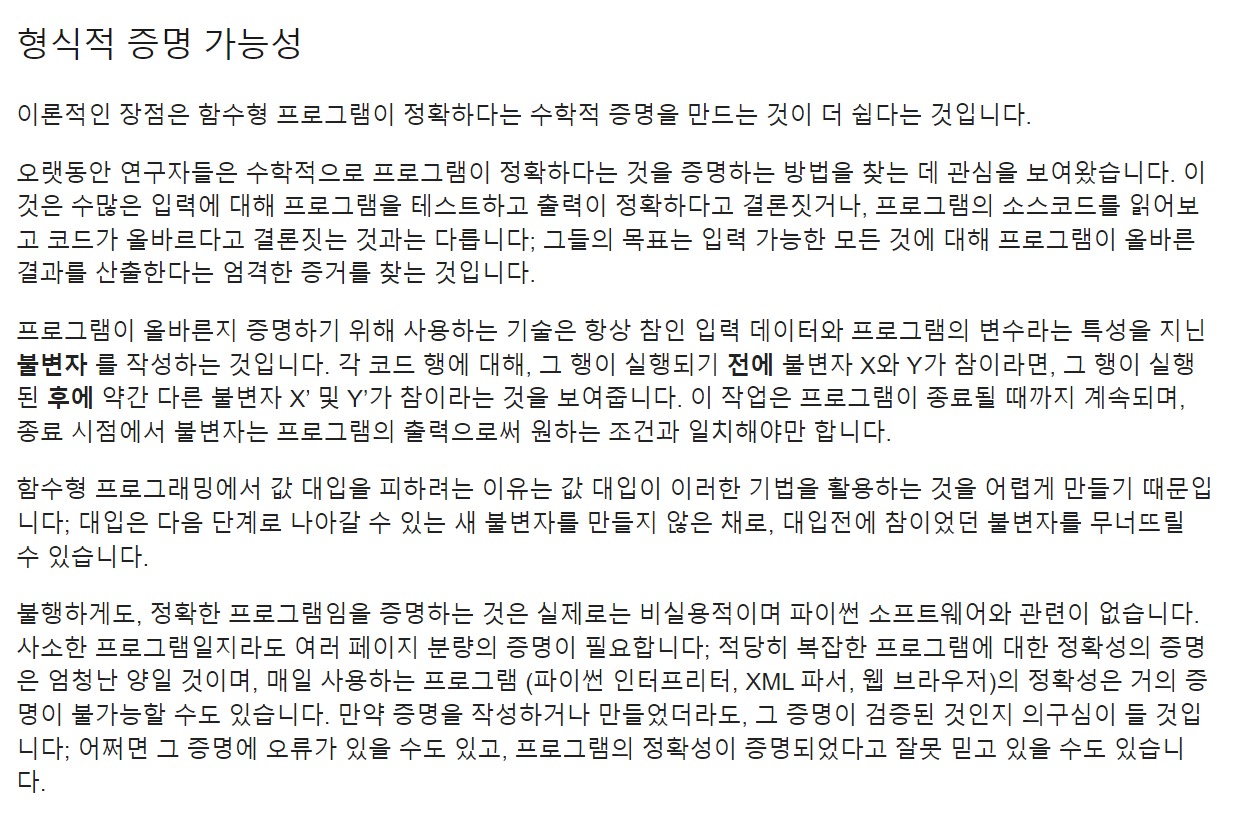 형식적 증명 가능성
이론적인 장점은 함수형 프로그램이 정확하다는 수학적 증명을 만드는 것이 더 쉽다는 것입니다.
오랫동안 연구자들은 수학적으로 프로그램이 정확하다는 것을 증명하는 방법을 찾는 데 관심을 보여왔습니다. 이
것은 수많은 입력에 대해 프로그램을 테스트하고 출력이 정확하다고 결론짓거나, 프로그램의 소스코드를 읽어보
고 코드가 올바르다고 결론짓는 것과는 다릅니다; 그들의 목표는 입력 가능한 모든 것에 대해 프로그램이 올바른
결과를 산출한다는 엄격한 증거를 찾는 것입니다.
프로그램이 올바른지 증명하기 위해 사용하는 기술은 항상 참인 입력 데이터와 프로그램의 변수라는 특성을 지닌
불변자 를 작성하는 것입니다. 각 코드 행에 대해, 그 행이 실행되기 전에 불변자 X와 Y가 참이라면, 그 행이 실행
된 후에 약간 다른 불변자 X’ 및 Y’가 참이라는 것을 보여줍니다. 이 작업은 프로그램이 종료될 때까지 계속되며,
종료 시점에서 불변자는 프로그램의 출력으로써 원하는 조건과 일치해야만 합니다.
함수형 프로그래밍에서 값 대입을 피하려는 이유는 값 대입이 이러한 기법을 활용하는 것을 어렵게 만들기 때문입
니다; 대입은 다음 단계로 나아갈 수 있는 새 불변자를 만들지 않은 채로, 대입전에 참이었던 불변자를 무너뜨릴
수 있습니다.
불행하게도, 정확한 프로그램임을 증명하는 것은 실제로는 비실용적이며 파이썬 소프트웨어와 관련이 없습니다.
사소한 프로그램일지라도 여러 페이지 분량의 증명이 필요합니다; 적당히 복잡한 프로그램에 대한 정확성의 증명
은 엄청난 양일 것이며, 매일 사용하는 프로그램 (파이썬 인터프리터, XML 파서, 웹 브라우저)의 정확성은 거의 증
명이 불가능할 수도 있습니다. 만약 증명을 작성하거나 만들었더라도, 그 증명이 검증된 것인지 의구심이 들 것입
니다; 어쩌면 그 증명에 오류가 있을 수도 있고, 프로그램의 정확성이 증명되었다고 잘못 믿고 있을 수도 있습니
다.